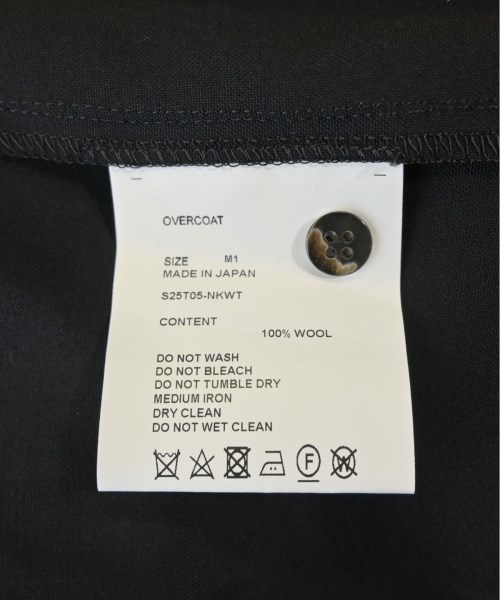 OVERCOAT
SIZE M1
MADE IN JAPAN
S25T05-NKWT
CONTENT
100% WOOL
DO NOT WASH
DO NOT BLEACH
DO NOT TUMBLE DRY
MEDIUM IRON
DRY CLEAN
DO NOT WET CLEAN
F W